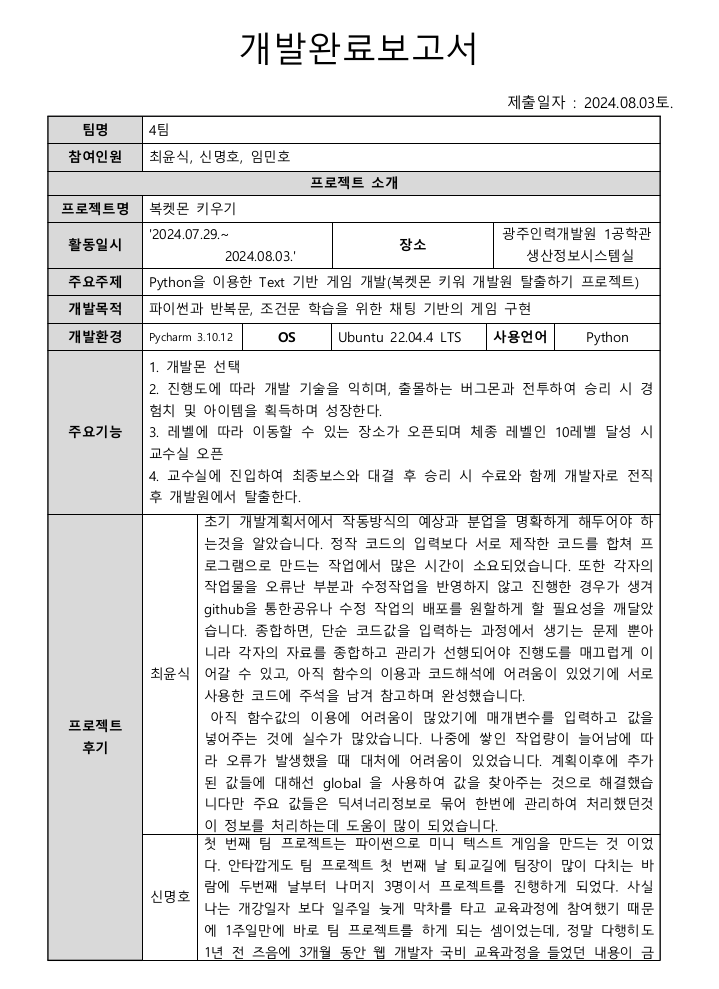 개발완료보고서
제출일자 : 2024.08.03토.
팀명 4팀
참여인원 최윤식, 신명호, 임민호
프로젝트 소개
프로젝트명 복켓몬 키우기
활동일시 '2024.07.29.~ 2024.08.03.' 장소 광주인력개발원 1공학관
생산정보시스템실
주요주제 Python을 이용한 Text 기반 게임 개발(복켓몬 키워 개발원 탈출하기 프로젝트)
개발목적 파이썬과 반복문, 조건문 학습을 위한 채팅 기반의 게임 구현
개발환경 Pycharm 3.10.12 OS Ubuntu 22.04.4 LTS 사용언어 Python
주요기능
1. 개발몬 선택
2. 진행도에 따라 개발 기술을 익히며, 출몰하는 버그몬과 전투하여 승리 시 경
험치 및 아이템을 획득하며 성장한다.
3. 레벨에 따라 이동할 수 있는 장소가 오픈되며 체종 레벨인 10레벨 달성 시
교수실 오픈
4. 교수실에 진입하여 최종보스와 대결 후 승리 시 수료와 함께 개발자로 전직
후 개발원에서 탈출한다.
프로젝트
후기
최윤식
초기 개발계획서에서 작동방식의 예상과 분업을 명확하게 해두어야 하
는것을 알았습니다. 정작 코드의 입력보다 서로 제작한 코드를 합쳐 프
로그램으로 만드는 작업에서 많은 시간이 소요되었습니다. 또한 각자의
작업물을 오류난 부분과 수정작업을 반영하지 않고 진행한 경우가 생겨
github을 통한공유나 수정 작업의 배포를 원할하게 할 필요성을 깨달았
습니다. 종합하면, 단순 코드값을 입력하는 과정에서 생기는 문제 뿐아
니라 각자의 자료를 종합하고 관리가 선행되어야 진행도를 매끄럽게 이
어갈 수 있고, 아직 함수의 이용과 코드해석에 어려움이 있었기에 서로
사용한 코드에 주석을 남겨 참고하며 완성했습니다.
아직 함수값의 이용에 어려움이 많았기에 매개변수를 입력하고 값을
넣어주는 것에 실수가 많았습니다. 나중에 쌓인 작업량이 늘어남에 따
라 오류가 발생했을 때 대처에 어려움이 있었습니다. 계획이후에 추가
된 값들에 대해선 global 을 사용하여 값을 찾아주는 것으로 해결했습
니다만 주요 값들은 딕셔너리정보로 묶어 한번에 관리하여 처리했던것
이 정보를 처리하는데 도움이 많이 되었습니다.
신명호
첫 번째 팀 프로젝트는 파이썬으로 미니 텍스트 게임을 만드는 것 이었
다. 안타깝게도 팀 프로젝트 첫 번째 날 퇴교길에 팀장이 많이 다치는 바
람에 두번째 날부터 나머지 3명이서 프로젝트를 진행하게 되었다. 사실
나는 개강일자 보다 일주일 늦게 막차를 타고 교육과정에 참여했기 때문
에 1주일만에 바로 팀 프로젝트를 하게 되는 셈이었는데, 정말 다행히도
1년 전 즈음에 3개월 동안 웹 개발자 국비 교육과정을 들었던 내용이 금